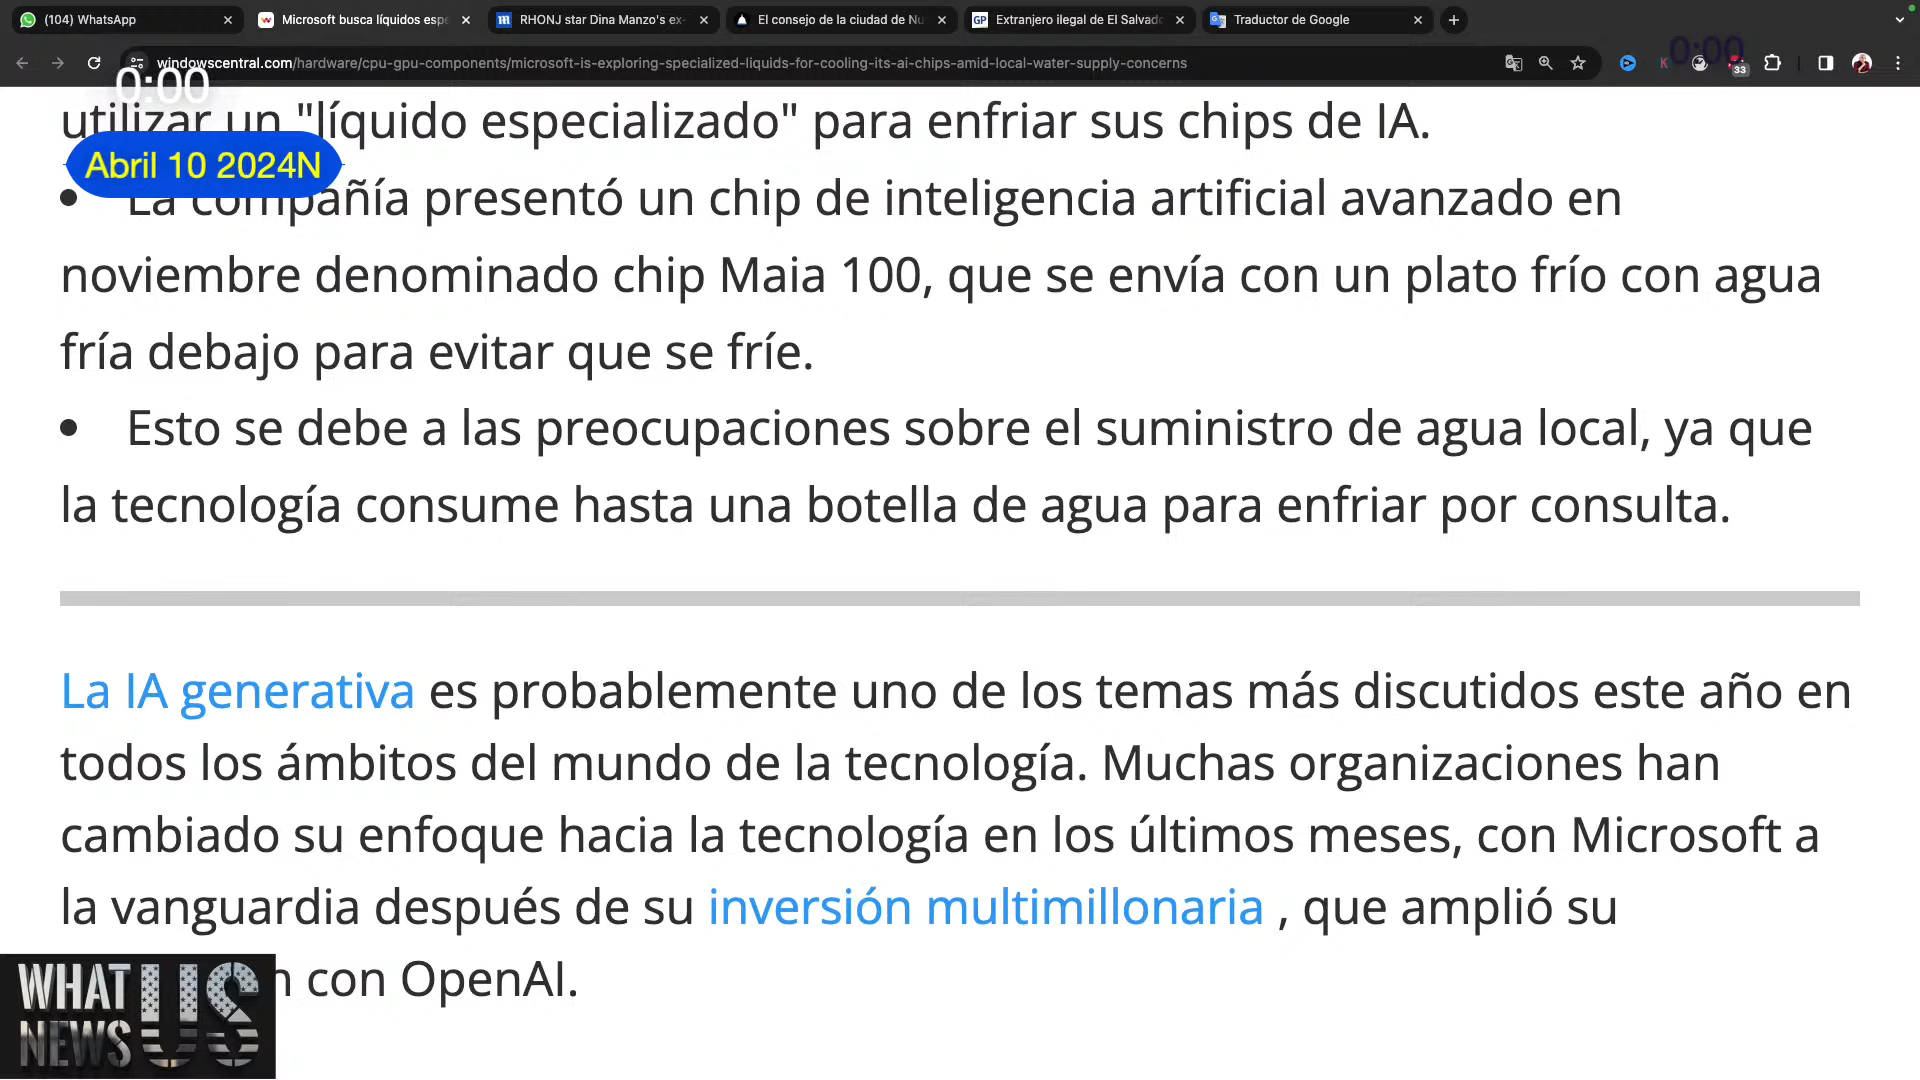 (104) WhatsApp
Microsoft busca líquidos espe
RHONJ star Dina Manzo's ex-
El consejo de la ciudad de Nu
Extranjero ilegal de El Salvado
Traductor de Google
windowscentral.com/hardware/cpu-gpu-components/microsoft-is-exploring-specialized-liquids-for-cooling-its-ai-chips-amid-local-water-supply-concerns
0:00
0:00
33
utilizar un "líquido especializado" para enfriar sus chips de IA.
Abril 10 2024N
• La compañía presentó un chip de inteligencia artificial avanzado en
noviembre denominado chip Maia 100, que se envía con un plato frío con agua
fría debajo para evitar que se fríe.
• Esto se debe a las preocupaciones sobre el suministro de agua local, ya que
la tecnología consume hasta una botella de agua para enfriar por consulta.
La IA generativa es probablemente uno de los temas más discutidos este año en
todos los ámbitos del mundo de la tecnología. Muchas organizaciones han
cambiado su enfoque hacia la tecnología en los últimos meses, con Microsoft a
la vanguardia después de su inversión multimillonaria , que amplió su
n con OpenAI.
WHAT
NEWS
US